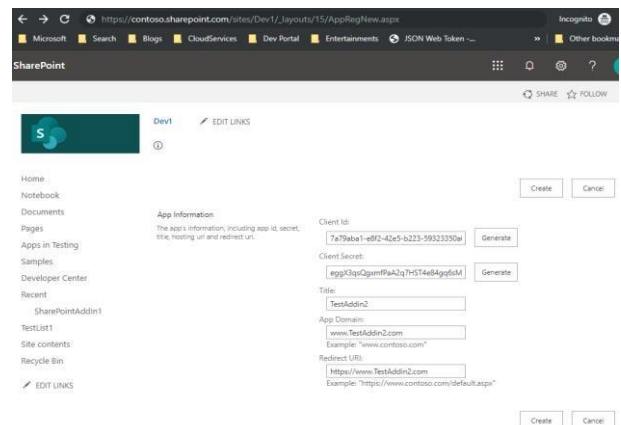 https://contoso.sharepoint.com/sites/Dev1/_layouts/15/AppRegNew.aspx
Incognito
Microsoft Search Blogs CloudServices Dev Portal Entertainments JSON Web Token -... » Other bookma
SharePoint ?
SHARE FOLLOW
S
Dev1 EDIT LINKS
Home
Notebook
Documents
Pages
Apps in Testing
Samples
Developer Center
Recent
SharePointAddIn1
TestList1
Site contents
Recycle Bin
EDIT LINKS
Create Cancel
App Information
The app's information, including app id, secret,
title, hosting url and redirect url.
Client Id:
7a79aba1-e8f2-42e5-b223-59323350al Generate
Client Secret:
Generate
Title:
TestAddin2
App Domain:
www.TestAddin2.com
Example: "www.contoso.com"
Redirect URI:
https://www.TestAddin2.com
Example: "https://www.contoso.com/default.aspx"
Create Cancel